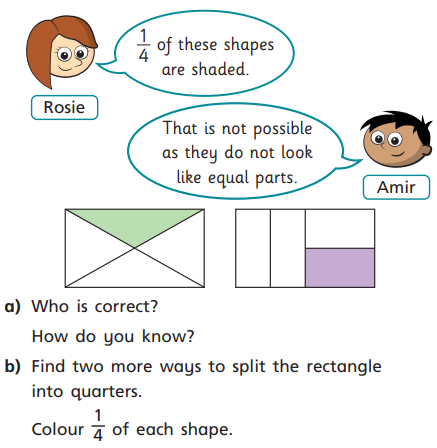 1/4 of these shapes
are shaded.
Rosie
That is not possible
as they do not look
like equal parts.
Amir
a) Who is correct?
How do you know?
b) Find two more ways to split the rectangle
into quarters.
Colour 1/4 of each shape.